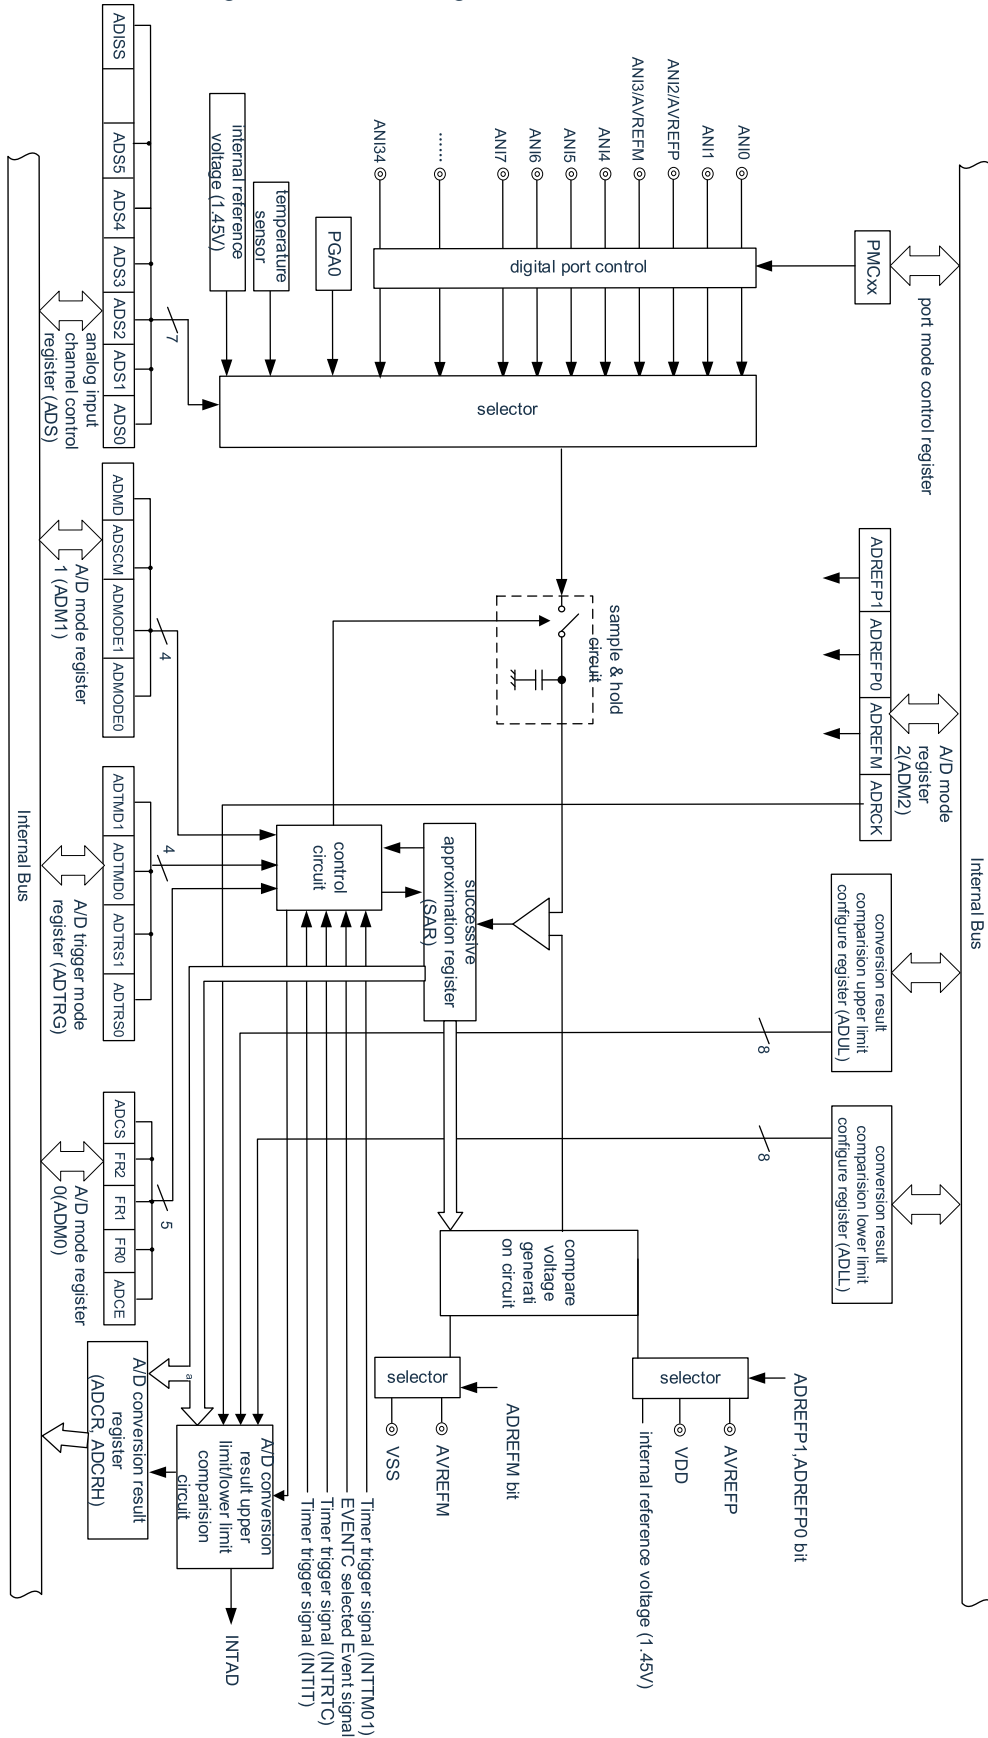 Internal Bus
PMCxx
port mode control register
ADREFP1
ADREFP0
ADREFM
ADRCK
A/D mode
register
2(ADM2)
conversion result
comparision upper limit
configure register (ADUL)
conversion result
comparision lower limit
configure register (ADLL)
8
8
ANI0
ANI1
ANI2/AVREFP
ANI3/AVREFM
ANI4
ANI5
ANI6
ANI7
......
ANI34
digital port control
PGA0
temperature
sensor
internal reference
voltage (1.45V)
selector
sample & hold
circuit
successive
approximation register
(SAR)
control
circuit
compare
voltage
generati
on circuit
selector
ADREFP1,ADREFP0 bit
AVREFP
VDD
internal reference voltage (1.45V)
selector
ADREFM bit
AVREFM
VSS
Timer trigger signal (INTTM01)
EVENTC selected Event signal
Timer trigger signal (INTRTC)
Timer trigger signal (INTIT)
A/D conversion
result upper
limit/lower limit
comparision
circuit
INTAD
A/D conversion result
register
(ADCR, ADCRH)
a
7
4
4
5
ADISS
ADS5
ADS4
ADS3
ADS2
ADS1
ADS0
analog input
channel control
register (ADS)
ADMD
ADSCM
ADMODE1
ADMODE0
A/D mode register
1 (ADM1)
ADTMD1
ADTMD0
ADTRS1
ADTRS0
A/D trigger mode
register (ADTRG)
ADCS
FR2
FR1
FR0
ADCE
A/D mode register
0(ADM0)
Internal Bus